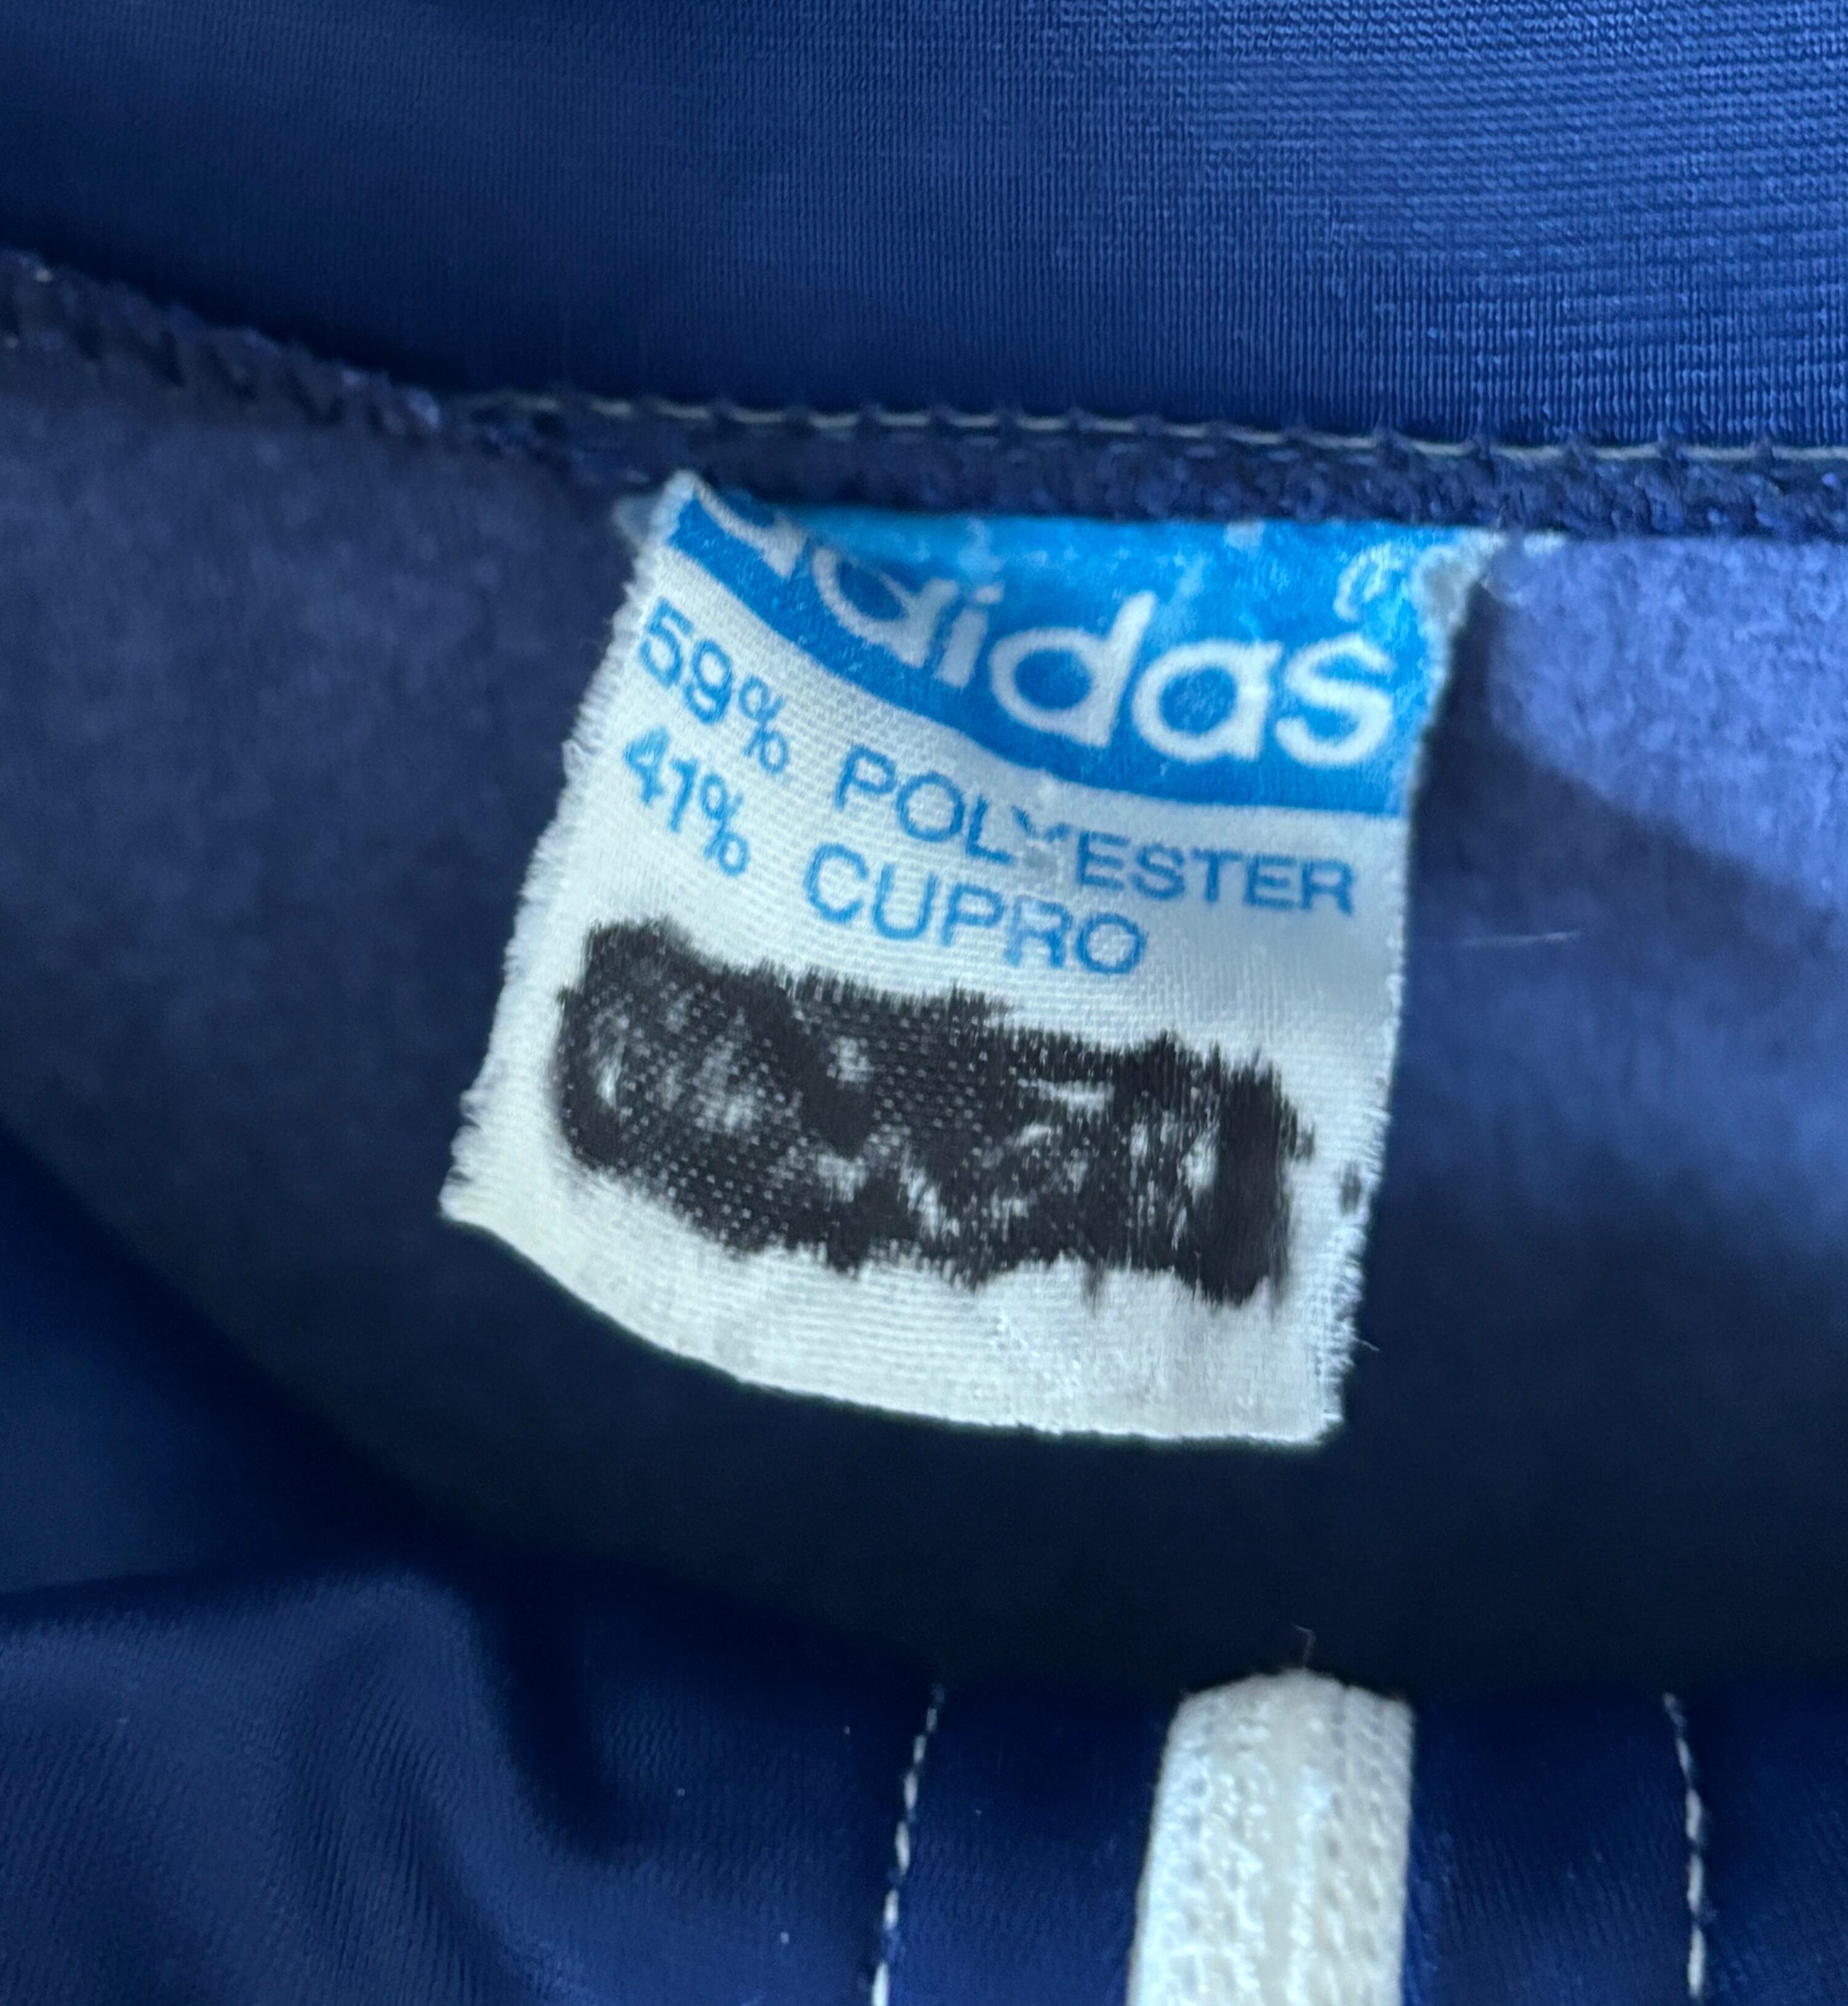 adidas
59% POLYESTER
41% CUPRO